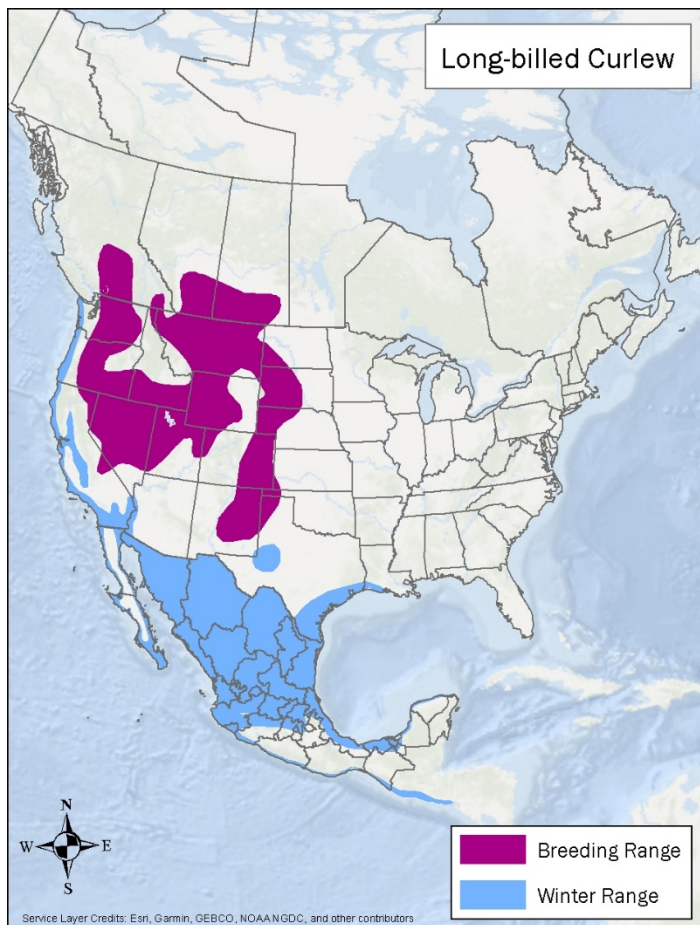 Long-billed Curlew
N
W E
S
Breeding Range
Winter Range
Service Layer Credits: Esri, Garmin, GEBCO, NOAA NGDC, and other contributors